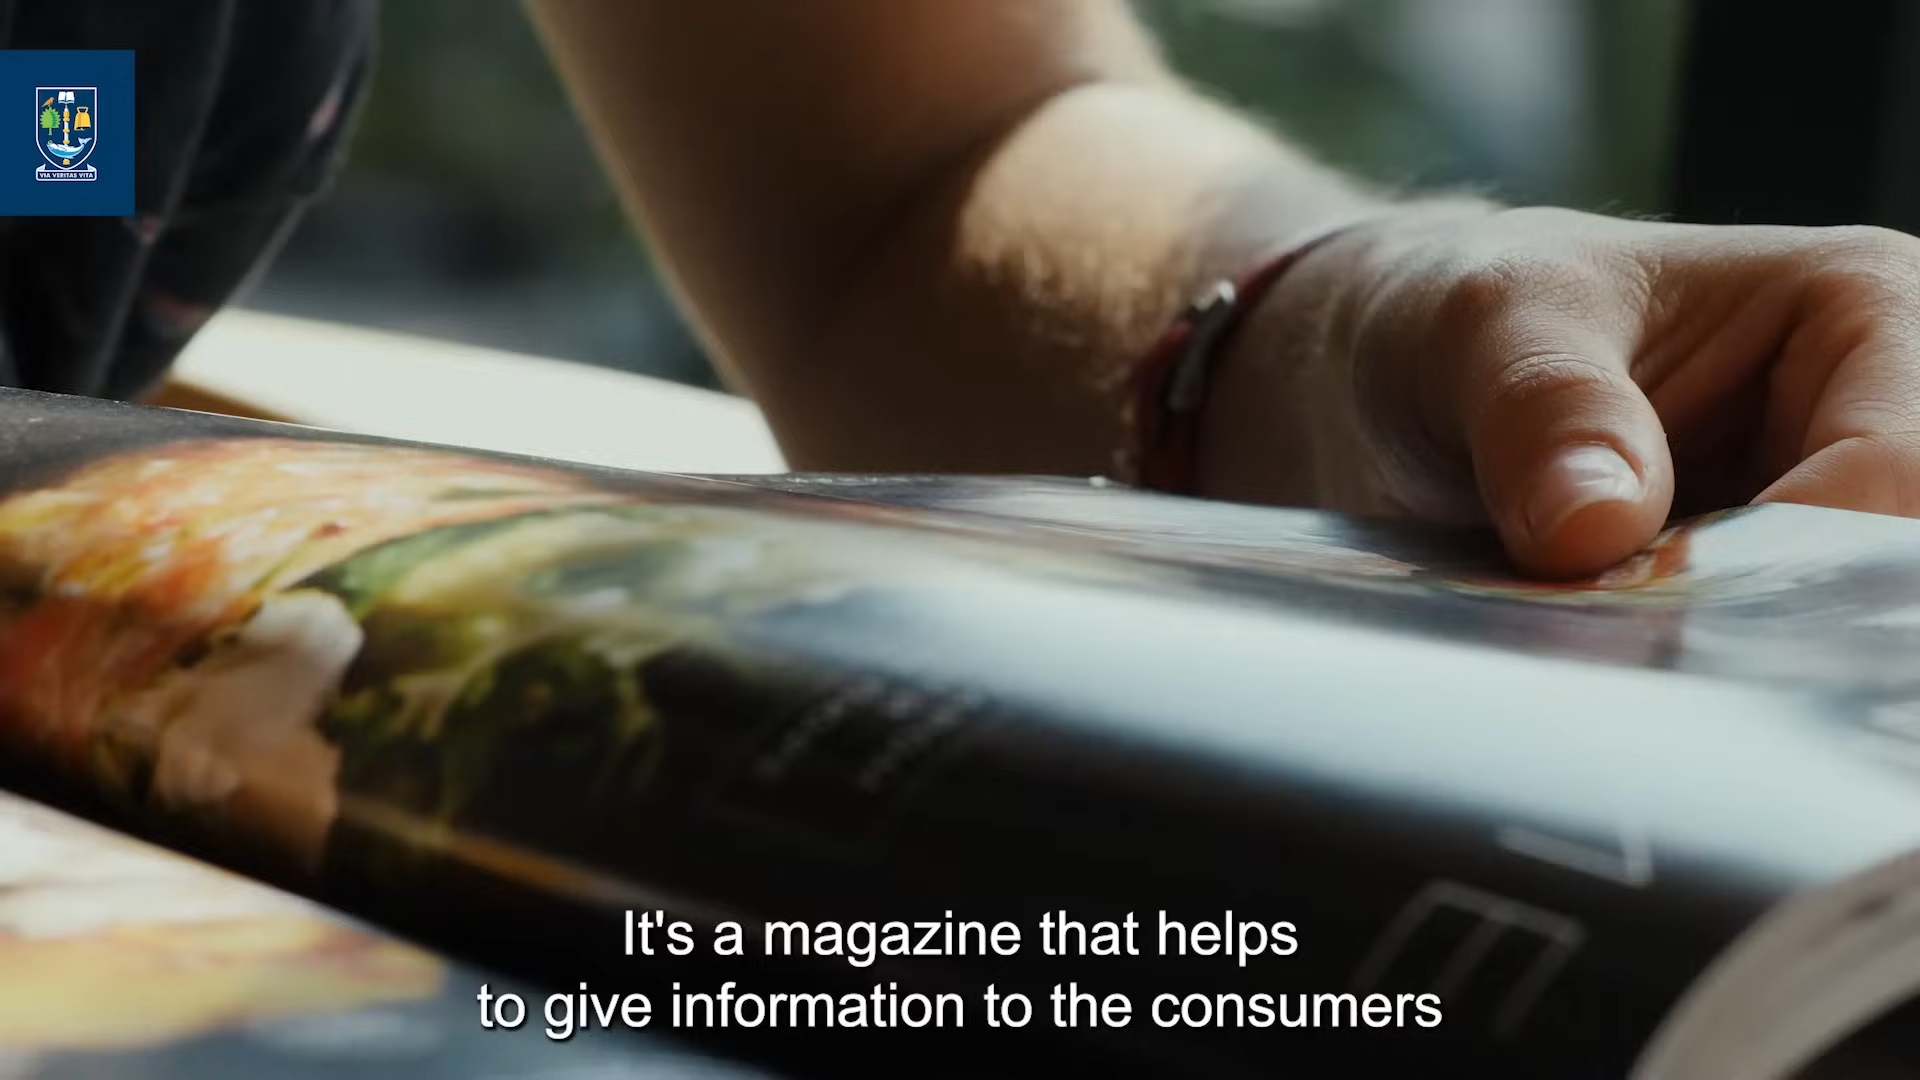 VIA VERITAS VITA
It's a magazine that helps
to give information to the consumers